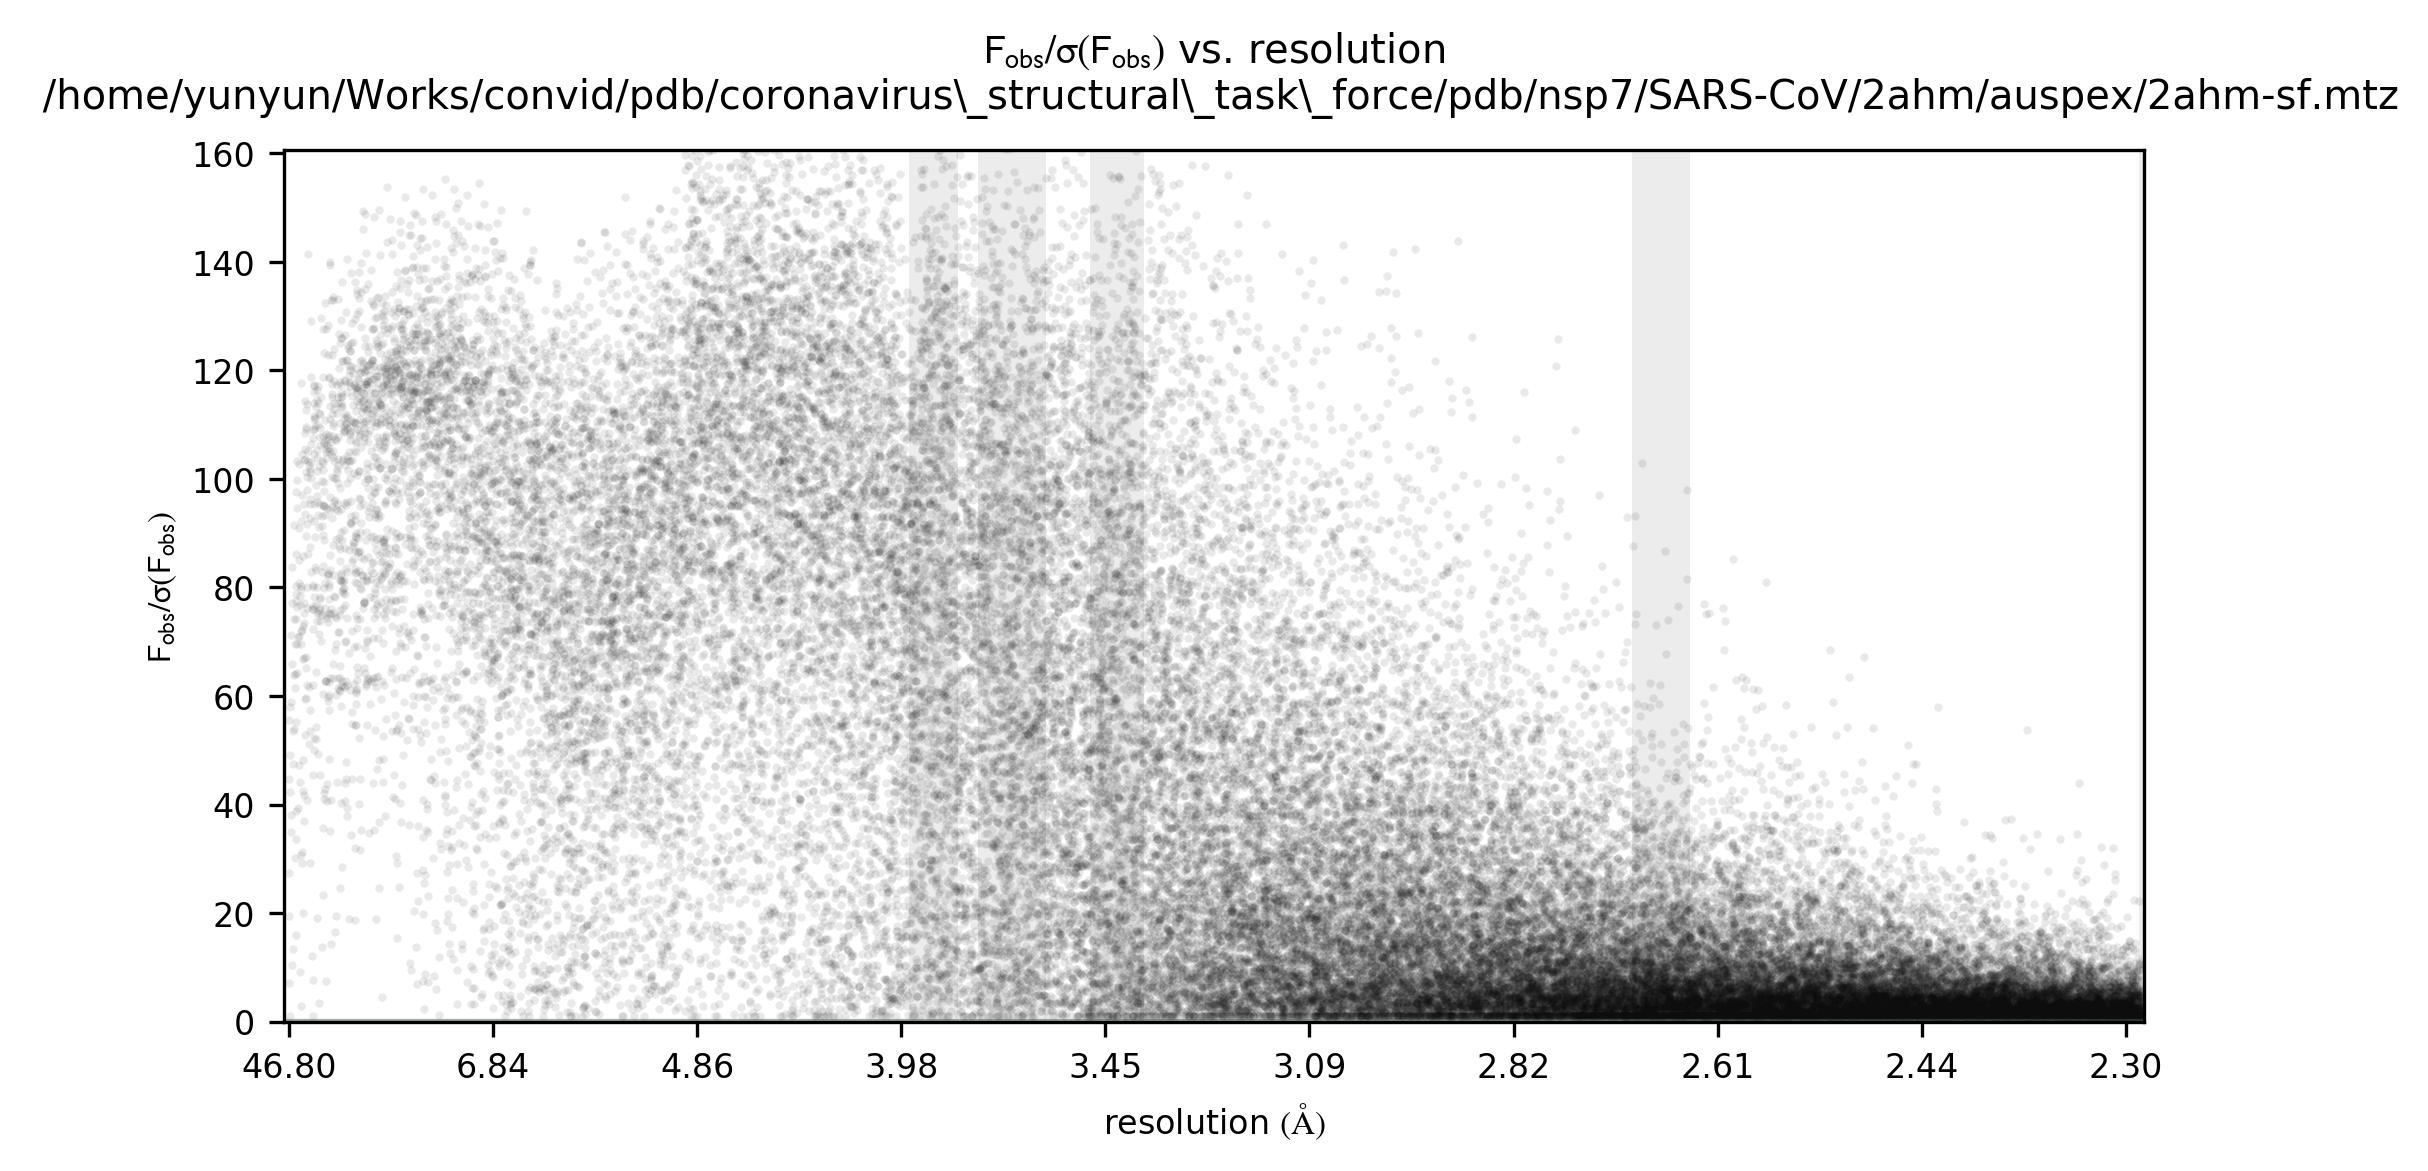 Fobs/σ(Fobs) vs. resolution
/home/yunyun/Works/convid/pdb/coronavirus\_structural\_task\_force/pdb/nsp7/SARS-CoV/2ahm/auspex/2ahm-sf.mtz
160
140
120
100
80
60
40
20
0
Fobs/σ(Fobs)
46.80 6.84 4.86 3.98 3.45 3.09 2.82 2.61 2.44 2.30
resolution (Å)